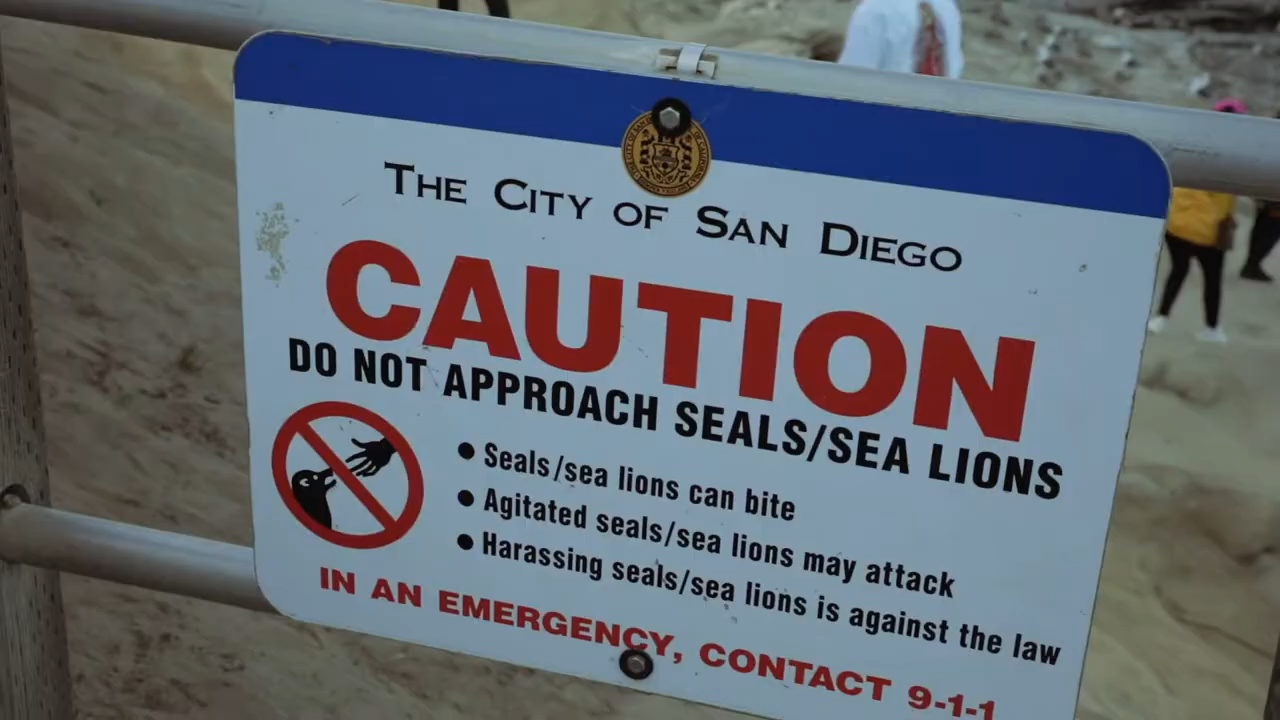 THE CITY OF SAN DIEGO
CAUTION
DO NOT APPROACH SEALS/SEA LIONS
• Seals/sea lions can bite
• Agitated seals/sea lions may attack
• Harassing seals/sea lions is against the law
IN AN EMERGENCY, CONTACT 9-1-1